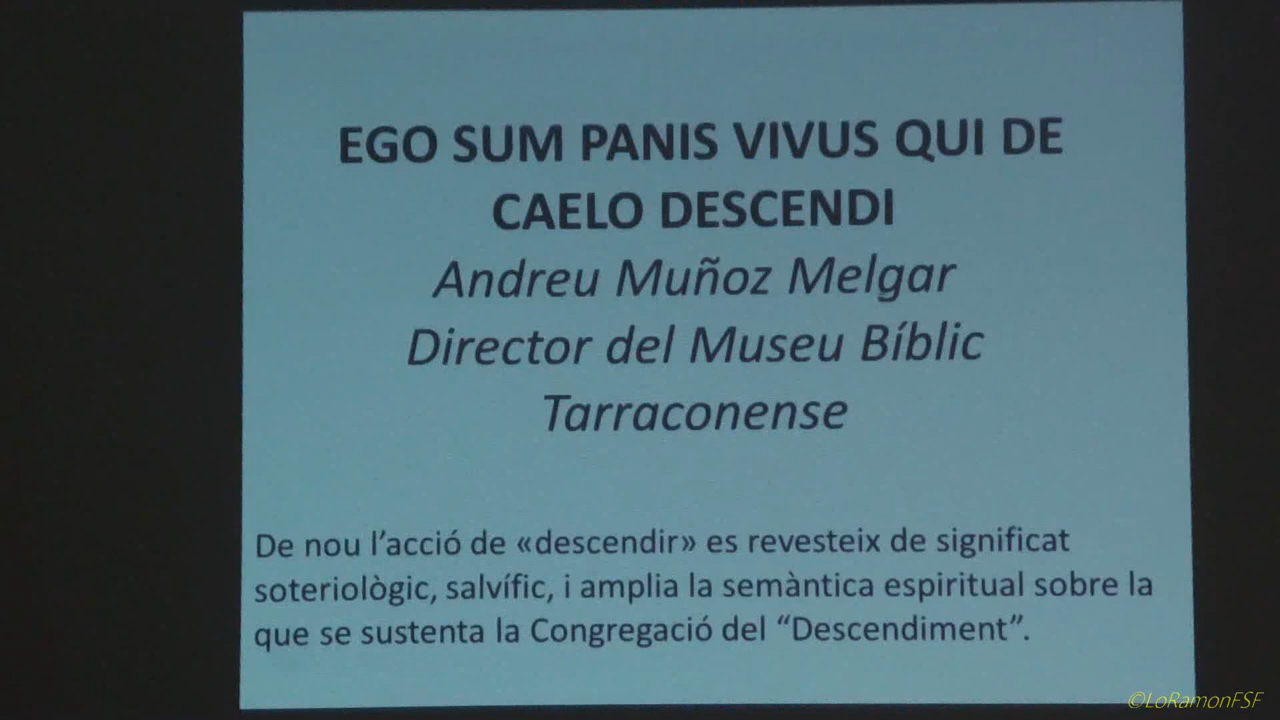 EGO SUM PANIS VIVUS QUI DE
CAELO DESCENDI
Andreu Muñoz Melgar
Director del Museu Bíblic
Tarraconense
De nou l’acció de «descendir» es revesteix de significat
soteriològic, salvífic, i amplia la semàntica espiritual sobre la
que se sustenta la Congregació del “Descendiment”.
©LoRamonFSF